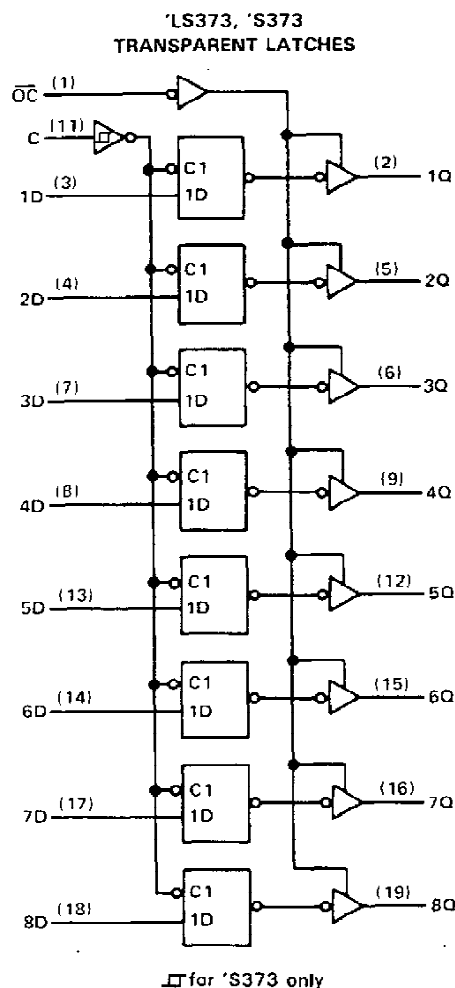 'LS373, 'S373
TRANSPARENT LATCHES
OC (1)
C (11)
C1 (2) 1Q
1D (3) 1D
C1 (5) 2Q
2D (4) 1D
C1 (6) 3Q
3D (7) 1D
C1 (9) 4Q
4D (8) 1D
C1 (12) 5Q
5D (13) 1D
C1 (15) 6Q
6D (14) 1D
C1 (16) 7Q
7D (17) 1D
C1 (19) 8Q
8D (18) 1D
for 'S373 only